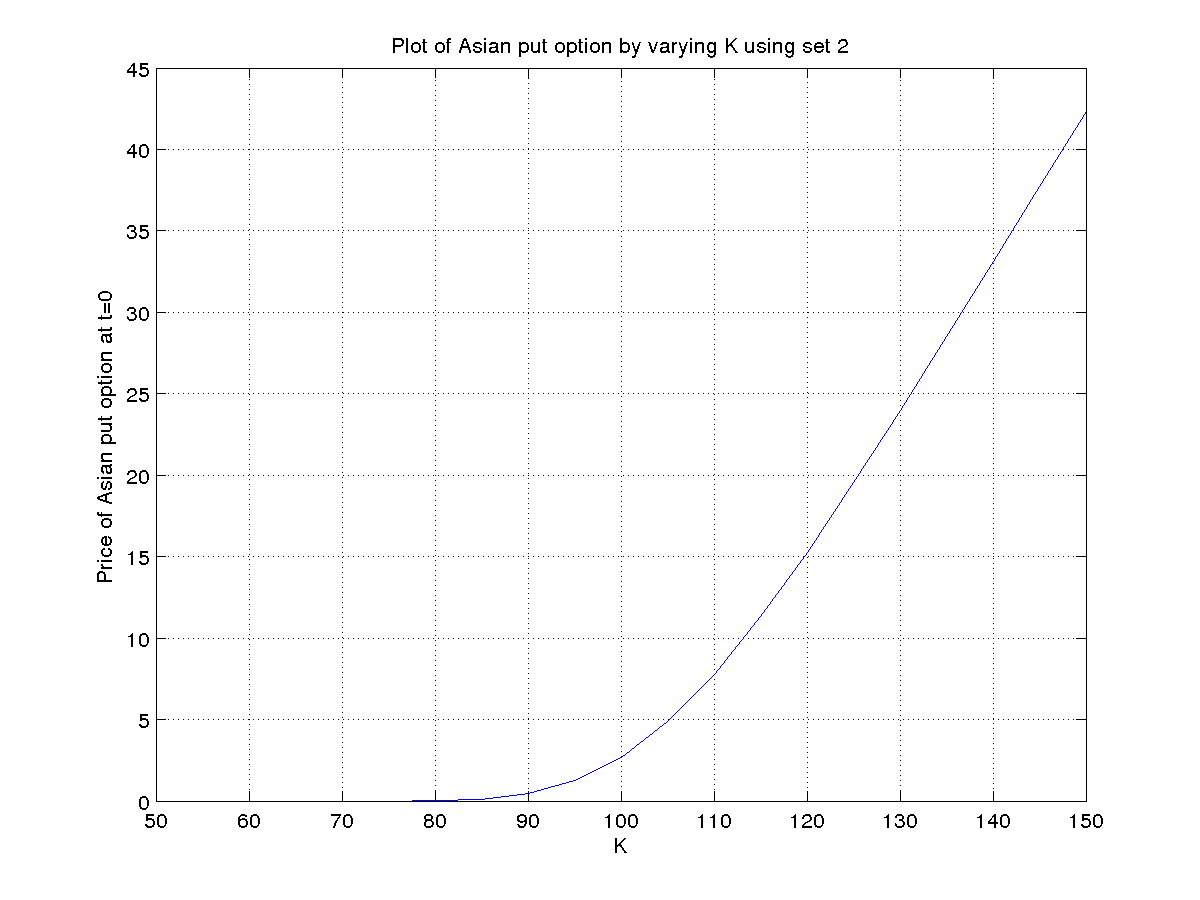 Plot of Asian put option by varying K using set 2
45
40
35
30
25
20
15
10
5
0
Price of Asian put option at t=0
50 60 70 80 90 100 110 120 130 140 150
K